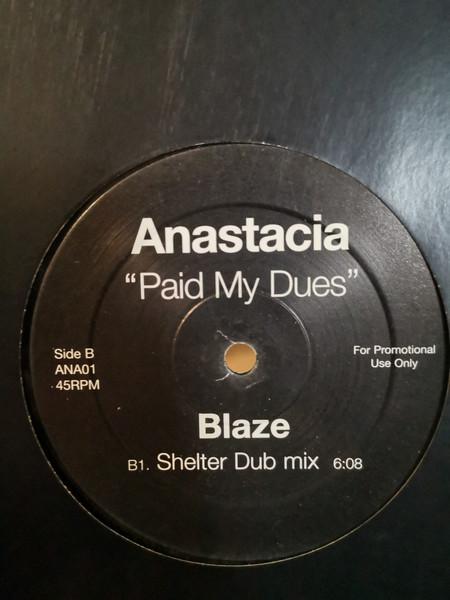 Anastacia
“Paid My Dues”
Side B
ANA01
45RPM
For Promotional
Use Only
Blaze
B1. Shelter Dub mix 6:08